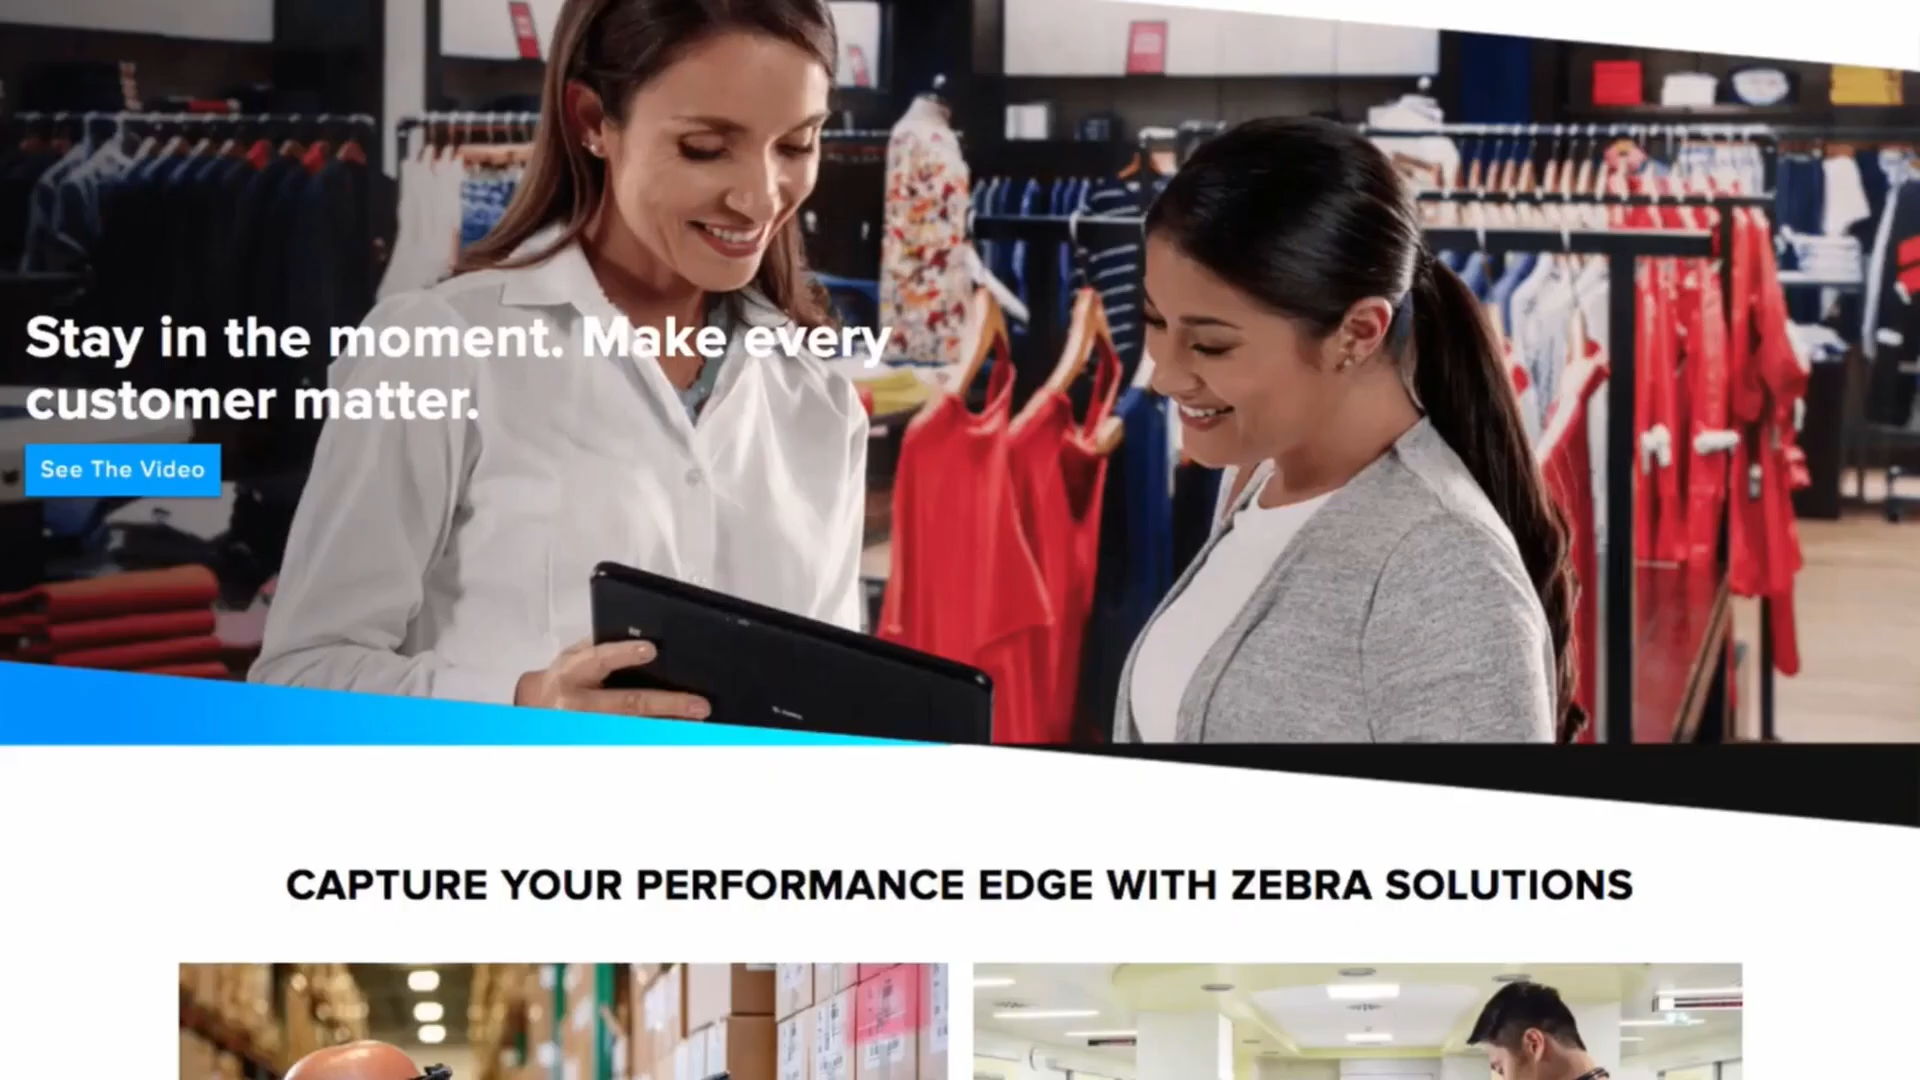 Stay in the moment. Make every
customer matter.
See The Video
CAPTURE YOUR PERFORMANCE EDGE WITH ZEBRA SOLUTIONS